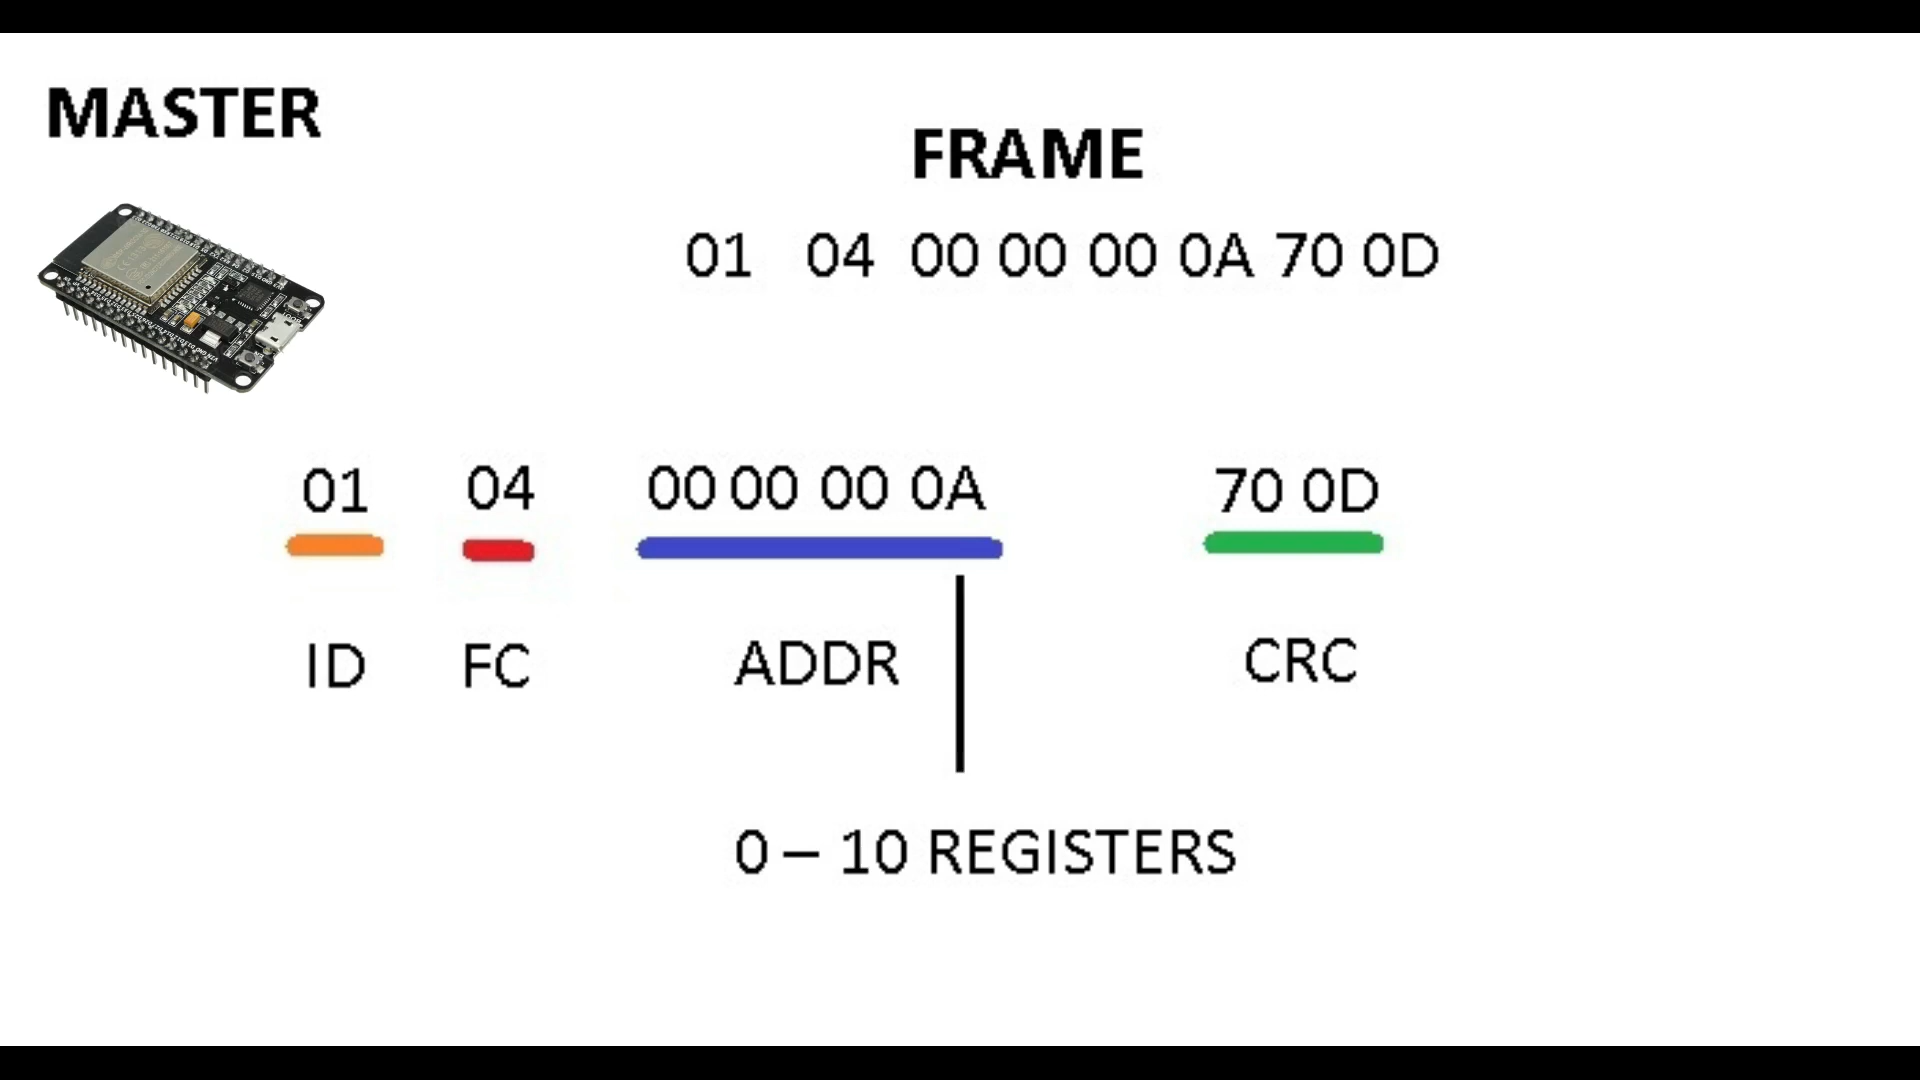 MASTER
FRAME
01 04 00 00 00 0A 70 0D
01 04 00 00 00 0A 70 0D
ID FC ADDR CRC
0 – 10 REGISTERS